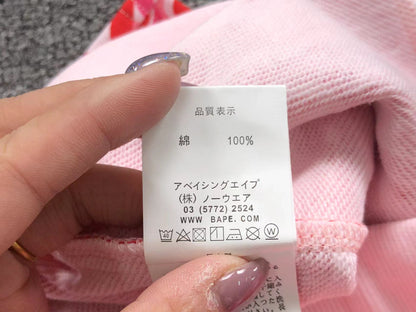 品質表示
綿 100%
アベイシングエイプ
(株) ノーウエア
03 (5772) 2524
WWW. BAPE. COM